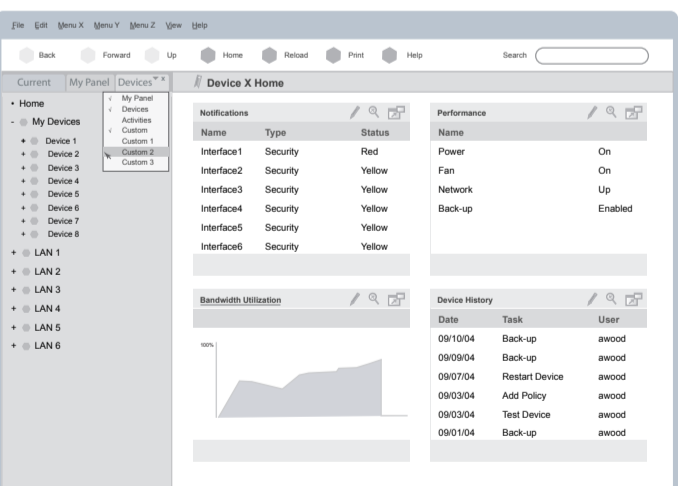 File Edit Menu X Menu Y Menu Z View Help
Back Forward Up Home Reload Print Help Search
Current My Panel Devices x
Device X Home
• Home
- My Devices
+ Device 1
+ Device 2
+ Device 3
+ Device 4
+ Device 5
+ Device 6
+ Device 7
+ Device 8
+ LAN 1
+ LAN 2
+ LAN 3
+ LAN 4
+ LAN 5
+ LAN 6
√ My Panel
√ Devices
Activities
√ Custom
Custom 1
Custom 2
Custom 3
Notifications
Name Type Status
Interface1 Security Red
Interface2 Security Yellow
Interface3 Security Yellow
Interface4 Security Yellow
Interface5 Security Yellow
Interface6 Security Yellow
Performance
Name
Power On
Fan On
Network Up
Back-up Enabled
Bandwidth Utilization
100%
Device History
Date Task User
09/10/04 Back-up awood
09/09/04 Back-up awood
09/07/04 Restart Device awood
09/03/04 Add Policy awood
09/03/04 Test Device awood
09/01/04 Back-up awood